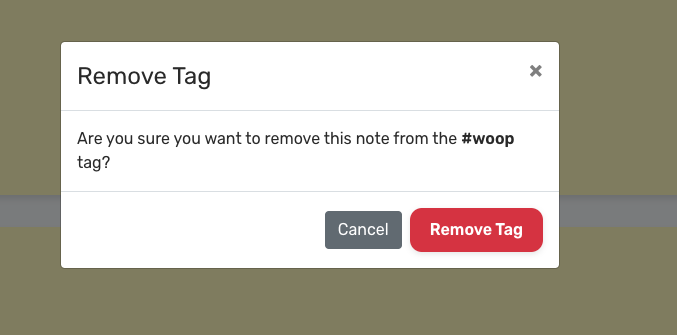 Remove Tag
×
Are you sure you want to remove this note from the #woop
tag?
Cancel
Remove Tag